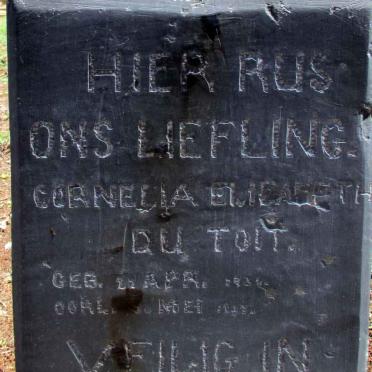 HIER RUS
ONS LIEFLING.
CORNELIA ELIZABETH
DU TOIT.
GEB. APR.
OORL. MEI
VEILIG IN